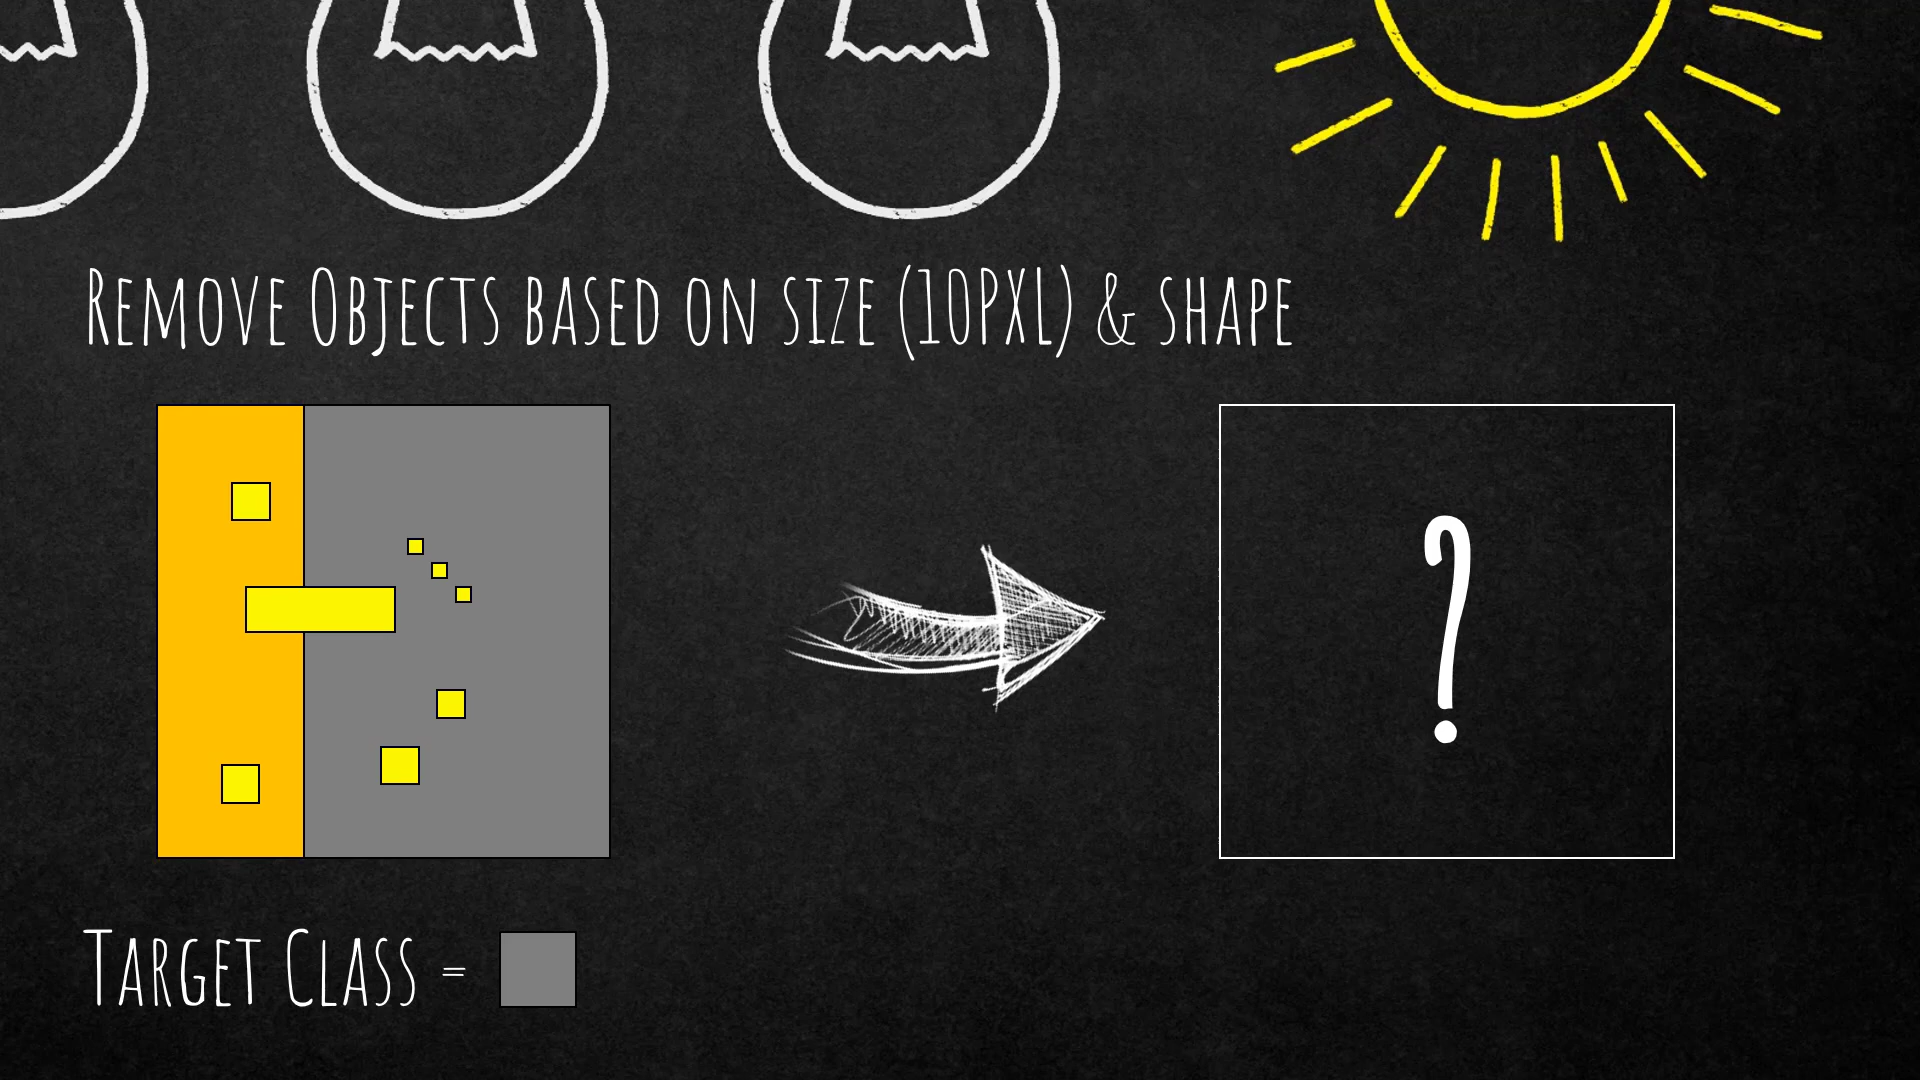 Remove Objects based on size (10pxl) & shape
?
Target Class =